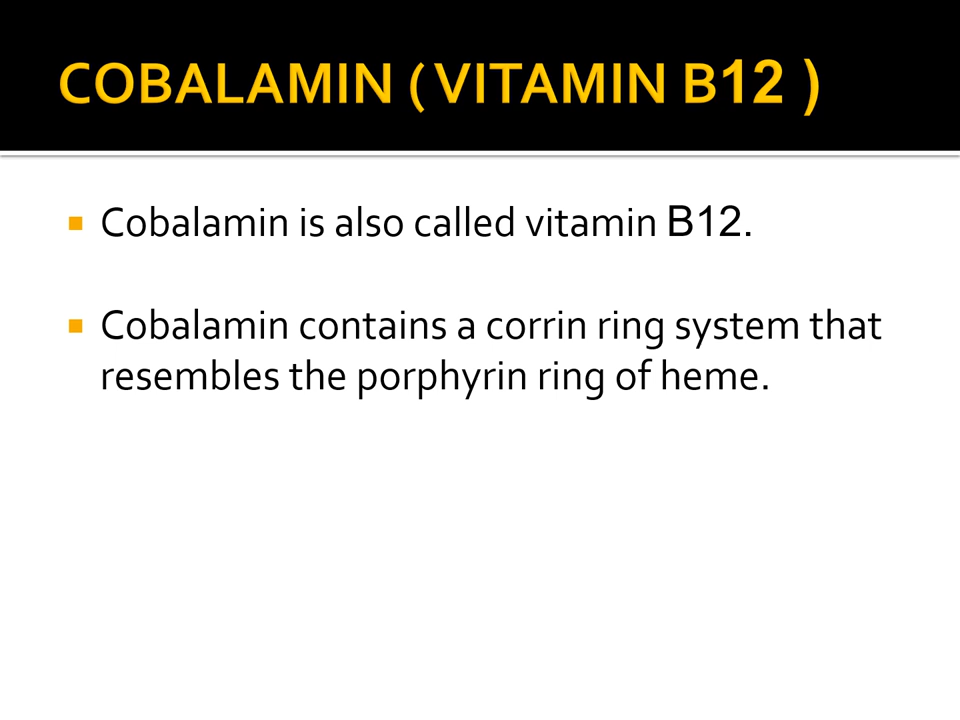 COBALAMIN ( VITAMIN B12 )
Cobalamin is also called vitamin B12.
Cobalamin contains a corrin ring system that
resembles the porphyrin ring of heme.